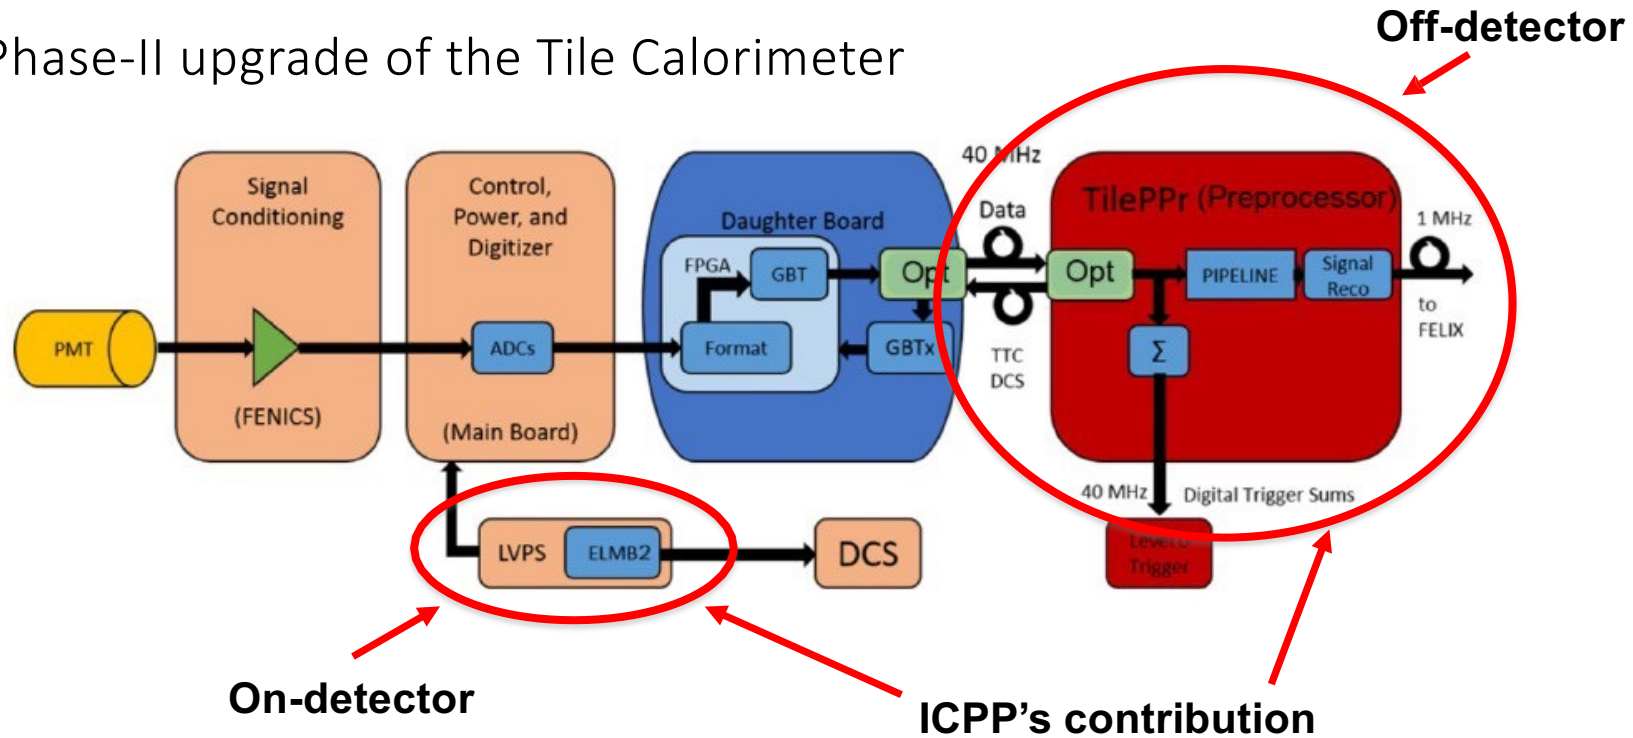 Phase-II upgrade of the Tile Calorimeter
Off-detector
Signal
Conditioning
(FENICS)
Control,
Power, and
Digitizer
(Main Board)
Daughter Board
40 MHz
Data
TilePPr (Preprocessor)
1 MHz
to
FELIX
PMT
ADCs
FPGA
GBT
Format
Opt
GBTx
TTC
DCS
Opt
PIPELINE
Signal
Reco
Σ
40 MHz
Digital Trigger Sums
LVPS
ELMB2
DCS
Level 0
Trigger
On-detector
ICPP’s contribution